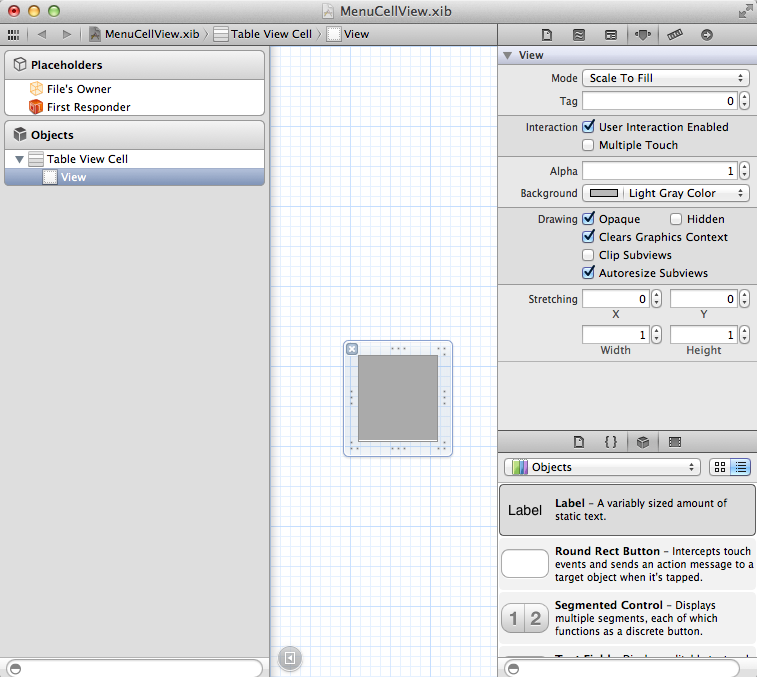 MenuCellView.xib
MenuCellView.xib Table View Cell View
Placeholders
File's Owner
First Responder
Objects
Table View Cell
View
View
Mode Scale To Fill
Tag 0
Interaction User Interaction Enabled
Multiple Touch
Alpha 1
Background Light Gray Color
Drawing Opaque Hidden
Clears Graphics Context
Clip Subviews
Autoresize Subviews
Stretching 0 0
X Y
1 1
Width Height
{ }
Objects
Label
Label – A variably sized amount of
static text.
Round Rect Button – Intercepts touch
events and sends an action message to a
target object when it's tapped.
1 2
Segmented Control – Displays
multiple segments, each of which
functions as a discrete button.